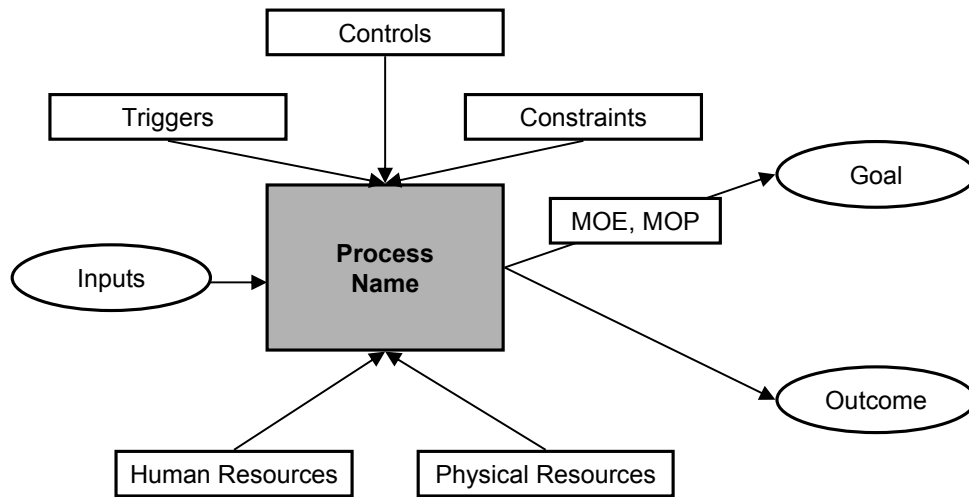 Controls
Triggers
Constraints
Goal
MOE, MOP
Process
Name
Inputs
Outcome
Human Resources
Physical Resources